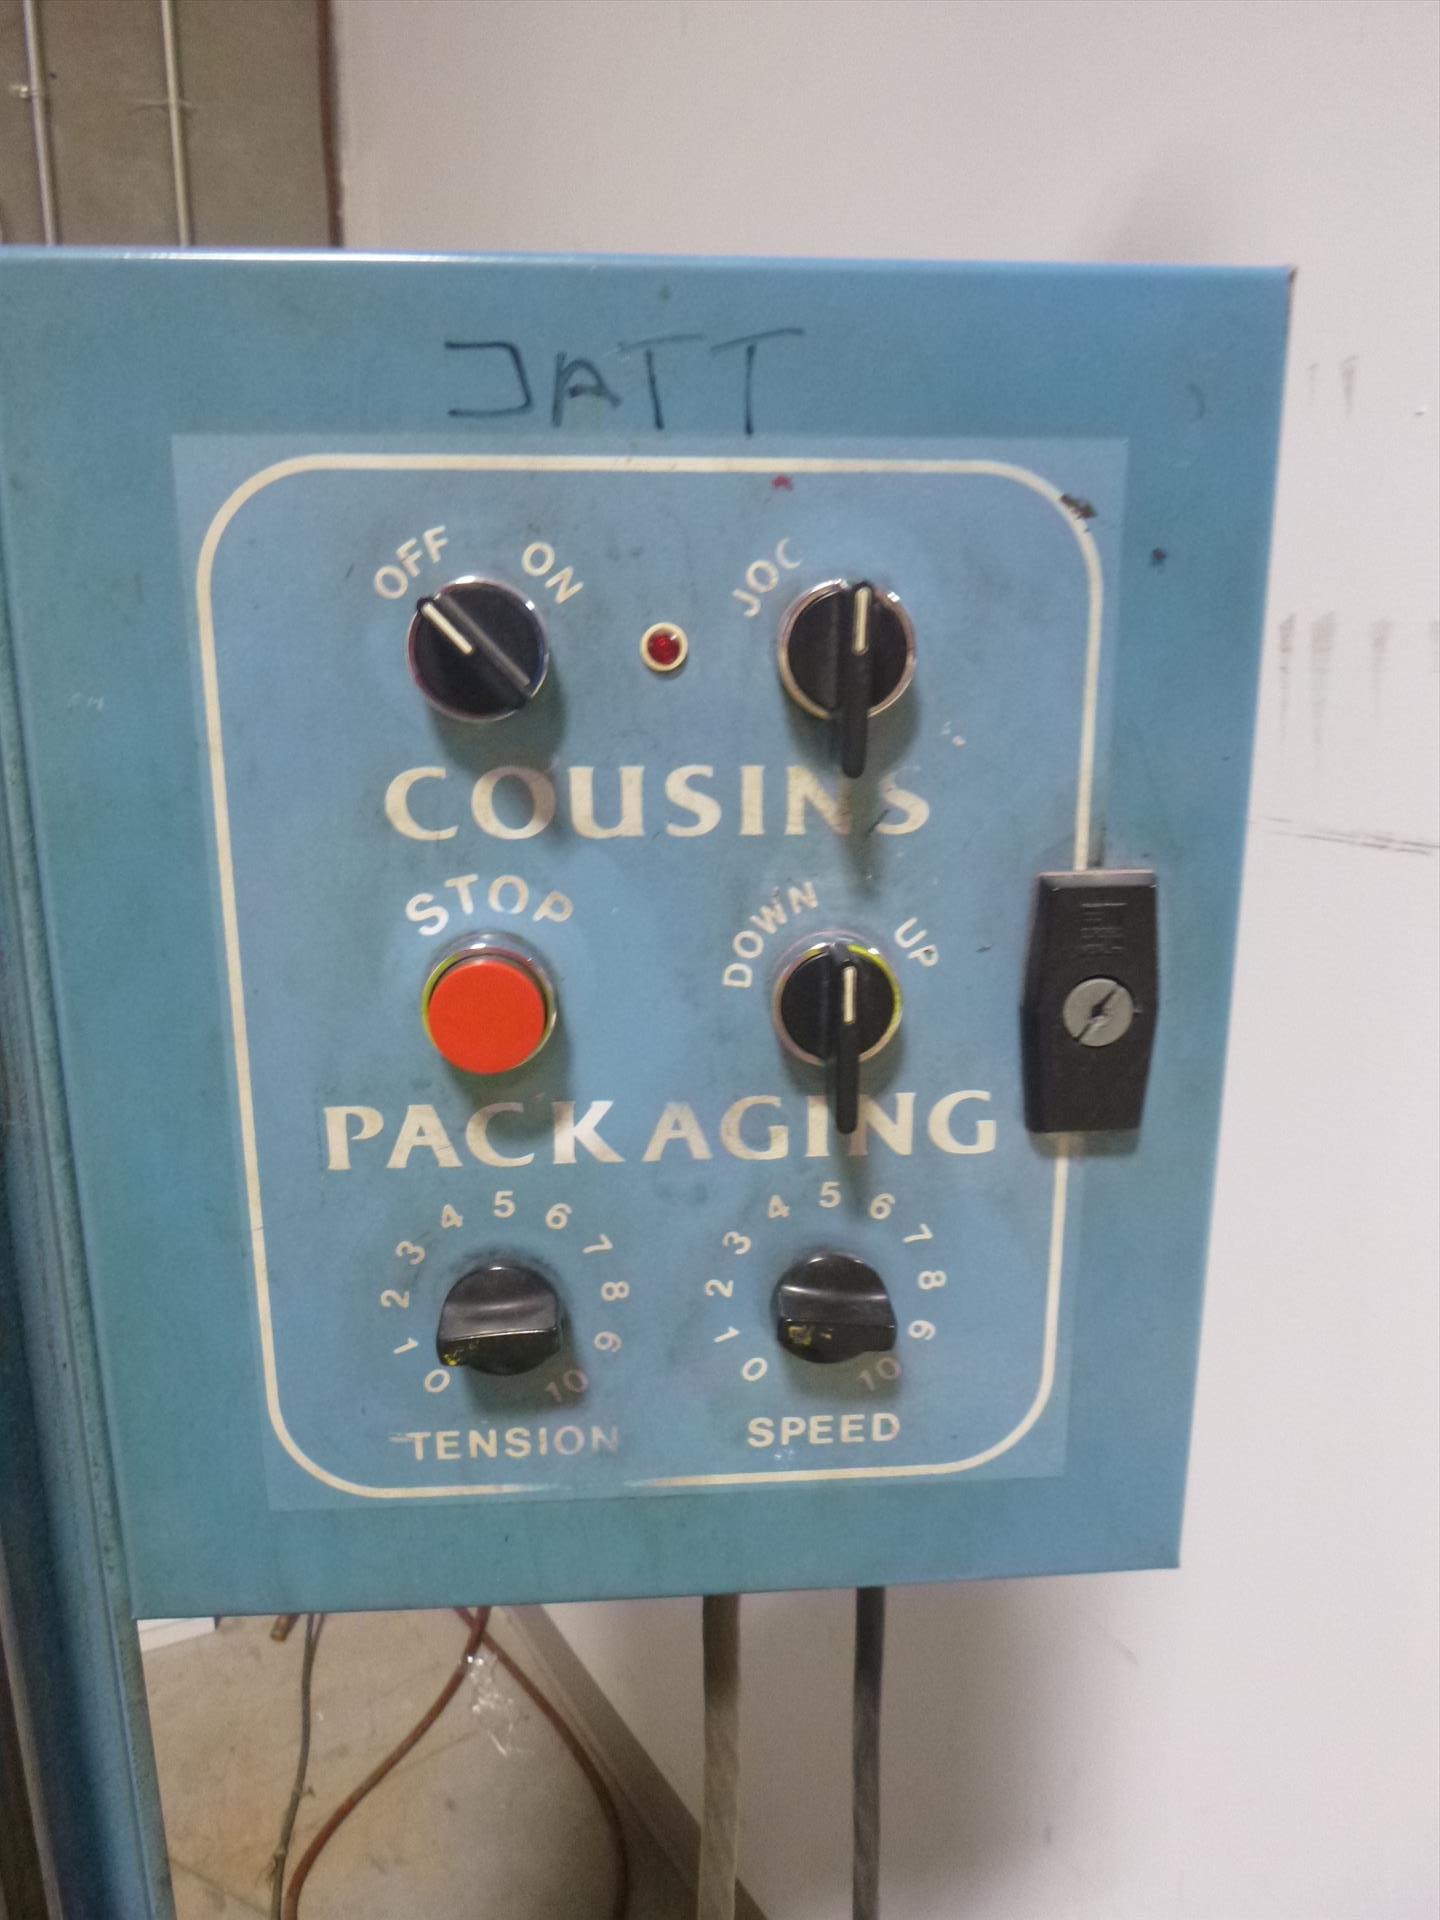 JATT
OFF ON
JOG
COUSINS
STOP
DOWN UP
PACKAGING
0 1 2 3 4 5 6 7 8 9 10
TENSION
0 1 2 3 4 5 6 7 8 9 10
SPEED